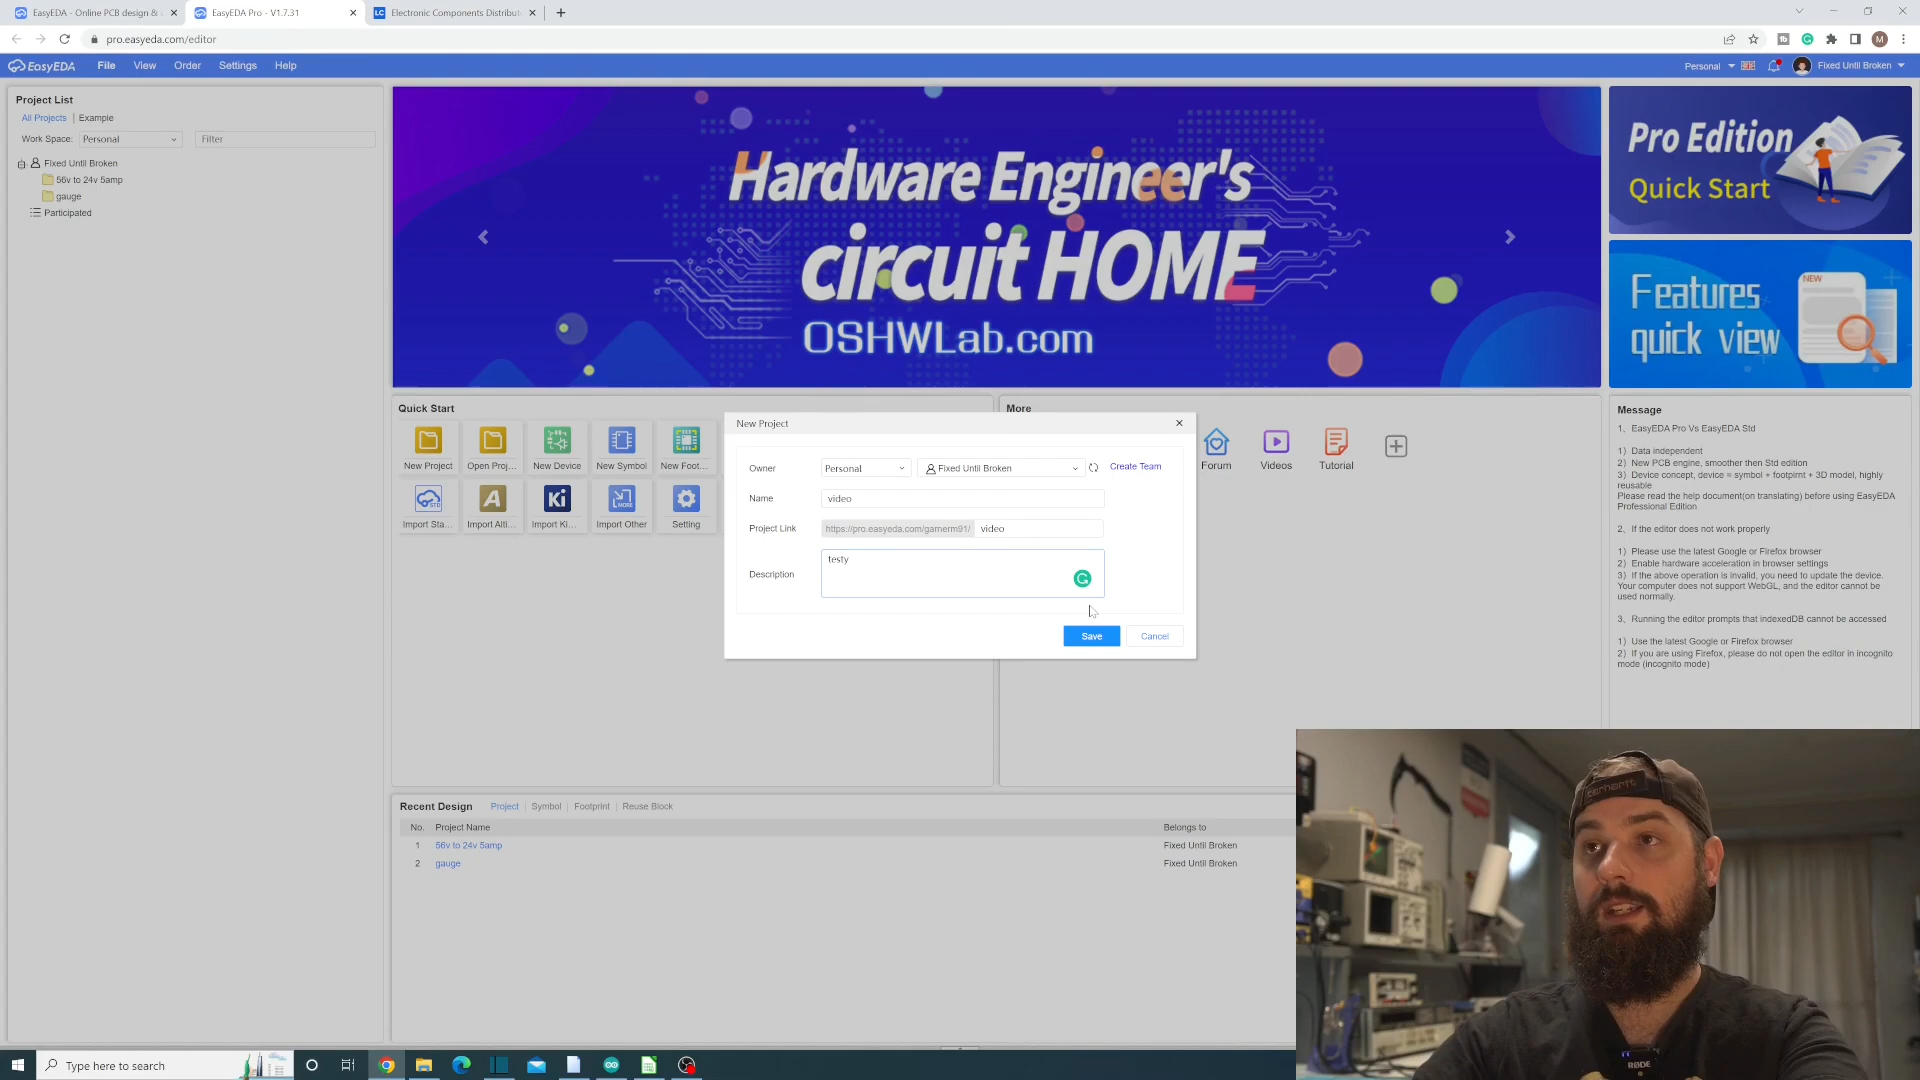 EasyEDA - Online PCB design &
EasyEDA Pro - V1.7.31
LC Electronic Components Distribut
pro.easyeda.com/editor
EasyEDA File View Order Settings Help
Personal
Fixed Until Broken
Project List
All Projects | Example
Work Space: Personal
Filter
Fixed Until Broken
56v to 24v 5amp
gauge
Participated
Hardware Engineer's
circuit HOME
OSHWLab.com
Pro Edition
Quick Start
Features
quick view
NEW
Quick Start
New Project
Open Proj...
New Device
New Symbol
New Foot...
Import Sta...
Import Alti...
Import Ki...
Import Other
Setting
More
Forum
Videos
Tutorial
New Project
Owner Personal Fixed Until Broken Create Team
Name video
Project Link https://pro.easyeda.com/gamerm91/ video
Description testy
Save Cancel
Message
1、EasyEDA Pro Vs EasyEDA Std
1）Data independent
2）New PCB engine, smoother then Std edition
3）Device concept, device = symbol + footpirnt + 3D model, highly
reusable
Please read the help document(on translating) before using EasyEDA
Professional Edition
2、If the editor does not work properly
1）Please use the latest Google or Firefox browser
2）Enable hardware acceleration in browser settings
3）If the above operation is invalid, you need to update the device.
Your computer does not support WebGL, and the editor cannot be
used normally.
3、Running the editor prompts that indexedDB cannot be accessed
1）Use the latest Google or Firefox browser
2）If you are using Firefox, please do not open the editor in incognito
mode (incognito mode)
Recent Design Project | Symbol | Footprint | Reuse Block
No. Project Name Belongs to
1 56v to 24v 5amp Fixed Until Broken
2 gauge Fixed Until Broken
carhartt
RØDE
Type here to search